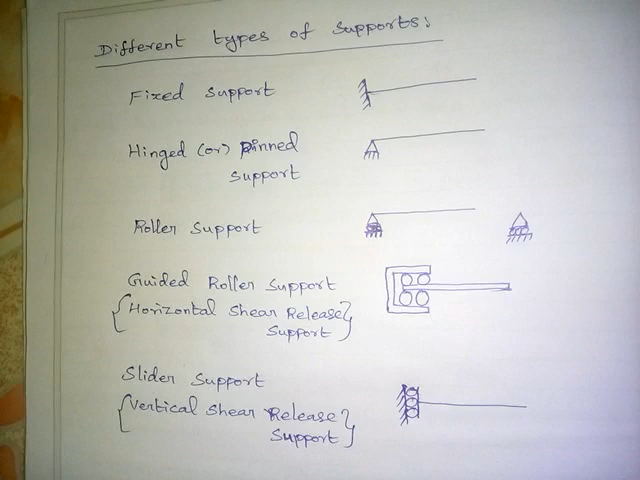 Different types of supports:
Fixed support
Hinged (or) Pinned
support
Roller support
Guided Roller support
{Horizontal shear Release}
support
Slider support
{Vertical shear Release}
support